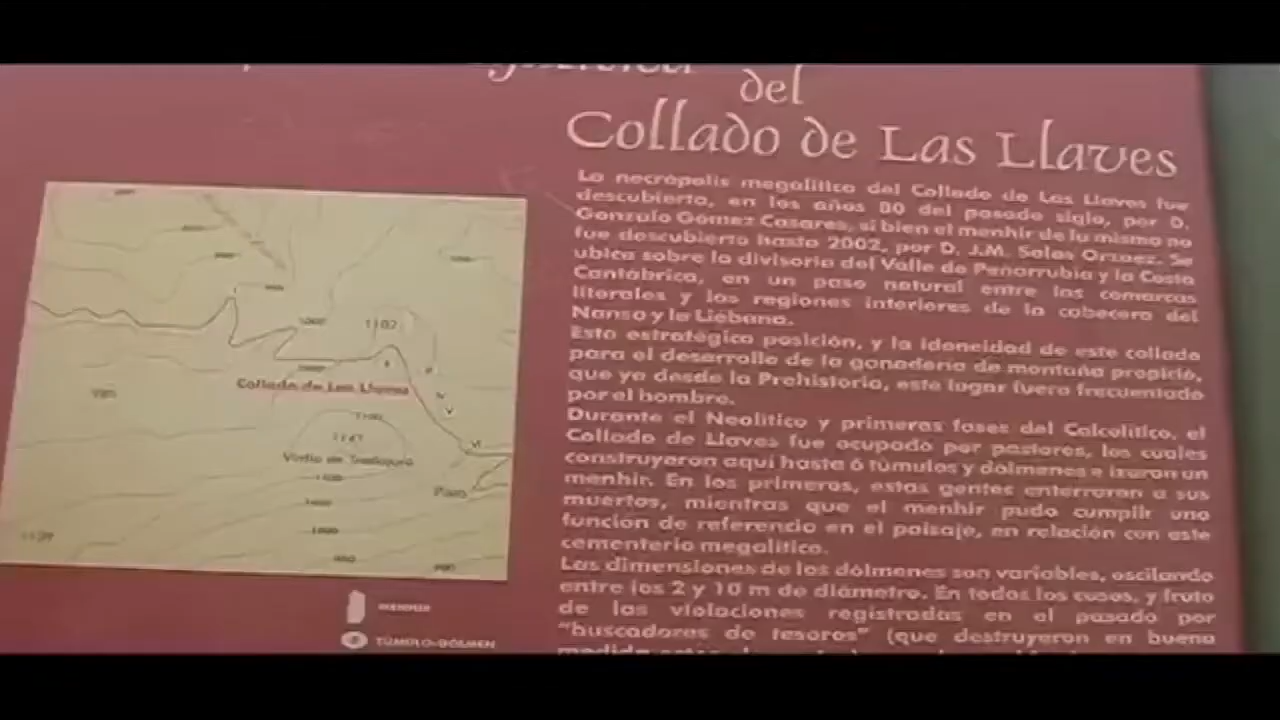 del
Collado de Las Llaves
La necrópolis megalítica del Collado de Las Llaves fue
descubierta, en los años 80 del pasado siglo, por D.
Gonzalo Gómez Casares, si bien el menhir de la misma no
fue descubierto hasta 2002, por D. J.M. Salas Se
ubica sobre la divisoria del Valle de Peñarrubia y la Costa
Cantábrica, en un paso natural entre las comarcas
litorales y las regiones interiores de la cabecera del
Nansa y la Liébana.
Esta estratégica posición, y la idoneidad de este collado
para el desarrollo de la ganadería de montaña propició,
que ya desde la Prehistoria, este lugar fuera frecuentado
por el hombre.
Durante el Neolítico y primeras fases del Calcolítico, el
Collado de Llaves fue ocupado por pastores, los cuales
construyeron aquí hasta 6 túmulos y dólmenes e izaron un
menhir. En los primeros, estas gentes enterraron a sus
muertos, mientras que el menhir pudo cumplir una
función de referencia en el paisaje, en relación con este
cementerio megalítico.
Las dimensiones de los dólmenes son variables, oscilando
entre los 2 y 10 m de diámetro. En todos los casos, y fruto
de las violaciones registradas en el pasado por
"buscadores de tesoros" (que destruyeron en buena
1107
Collado de Las Llaves
1100
1147
1139
MENHIR
TÚMULO-DÓLMEN